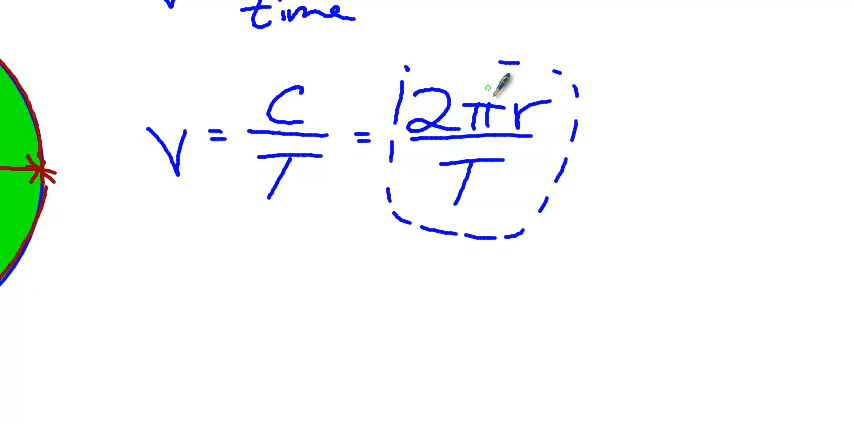 time
V = C/T = 2πr/T